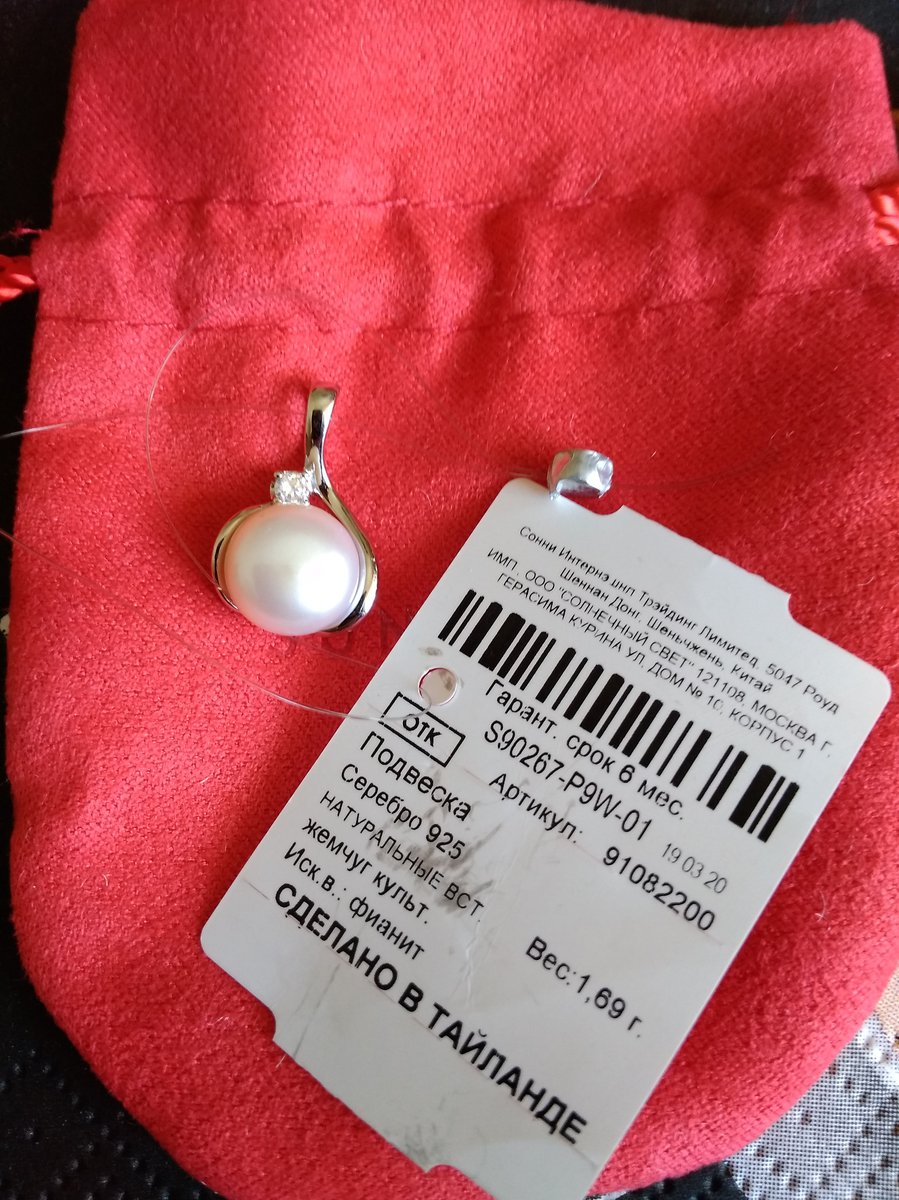 Сонни Интернэшнл Трэйдинг Лимитед, 5047 Роуд
Шеннан Донг, Шеньчжень, Китай
ИМП. ООО "СОЛНЕЧНЫЙ СВЕТ" 121108, МОСКВА Г.
ГЕРАСИМА КУРИНА УЛ, ДОМ № 10, КОРПУС 1
Гарант. срок 6 мес.
S90267-P9W-01
19 03 20
Артикул: 91082200
ОТК
Подвеска
Серебро 925
НАТУРАЛЬНЫЕ ВСТ.
жемчуг культ.
Иск.в.: фианит
Вес:1,69 г.
СДЕЛАНО В ТАЙЛАНДЕ